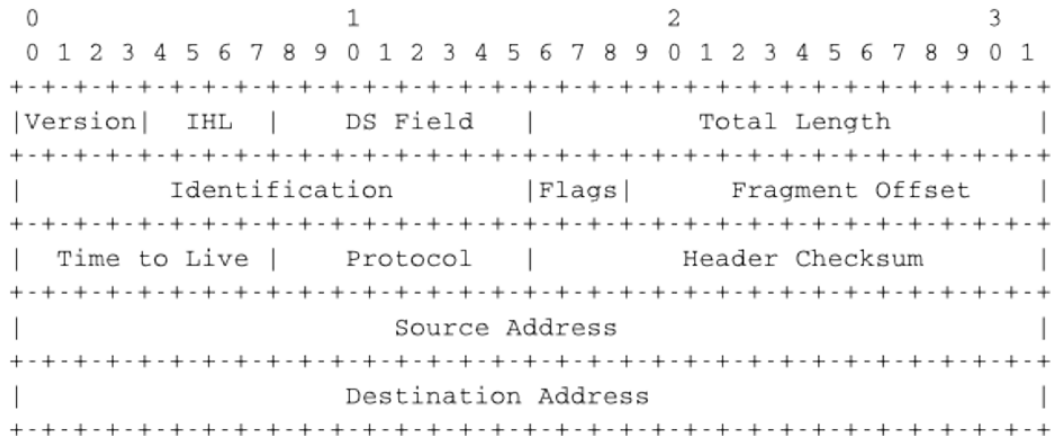 0 1 2 3
0 1 2 3 4 5 6 7 8 9 0 1 2 3 4 5 6 7 8 9 0 1 2 3 4 5 6 7 8 9 0 1
+-+-+-+-+-+-+-+-+-+-+-+-+-+-+-+-+-+-+-+-+-+-+-+-+-+-+-+-+-+-+-+-+
|Version| IHL | DS Field | Total Length |
+-+-+-+-+-+-+-+-+-+-+-+-+-+-+-+-+-+-+-+-+-+-+-+-+-+-+-+-+-+-+-+-+
| Identification |Flags| Fragment Offset |
+-+-+-+-+-+-+-+-+-+-+-+-+-+-+-+-+-+-+-+-+-+-+-+-+-+-+-+-+-+-+-+-+
| Time to Live | Protocol | Header Checksum |
+-+-+-+-+-+-+-+-+-+-+-+-+-+-+-+-+-+-+-+-+-+-+-+-+-+-+-+-+-+-+-+-+
| Source Address |
+-+-+-+-+-+-+-+-+-+-+-+-+-+-+-+-+-+-+-+-+-+-+-+-+-+-+-+-+-+-+-+-+
| Destination Address |
+-+-+-+-+-+-+-+-+-+-+-+-+-+-+-+-+-+-+-+-+-+-+-+-+-+-+-+-+-+-+-+-+